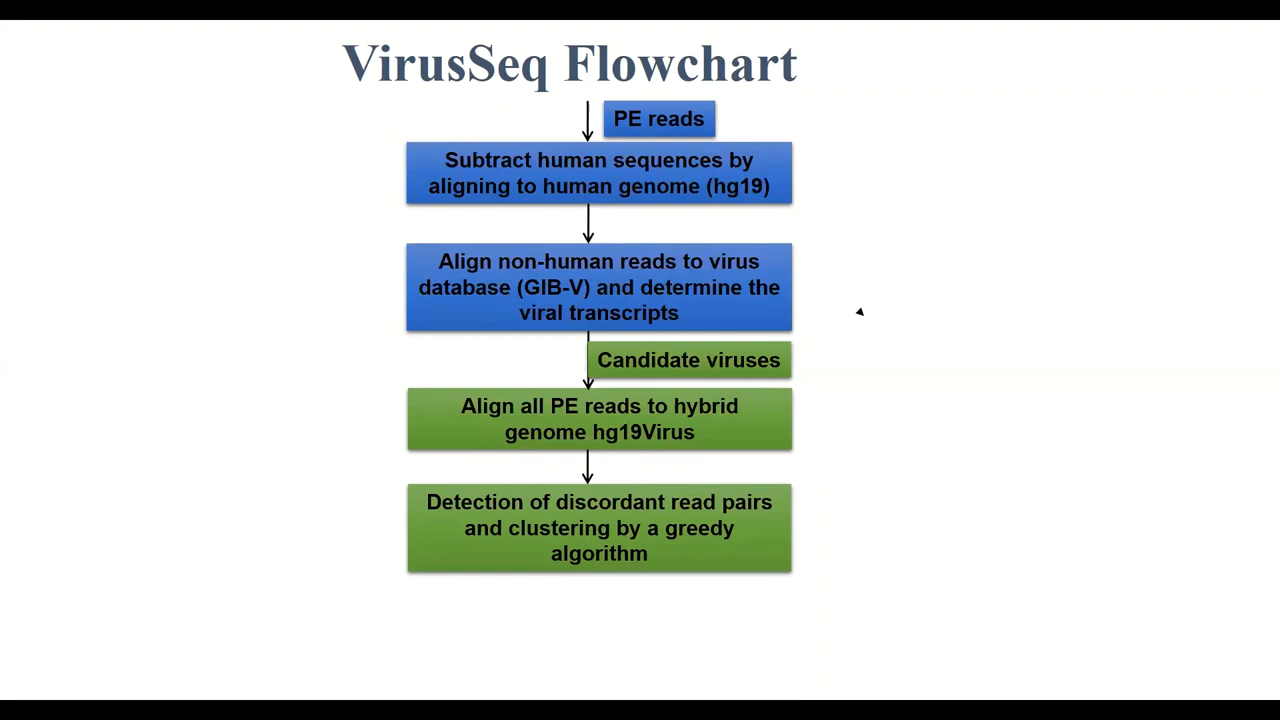 VirusSeq Flowchart
PE reads
Subtract human sequences by
aligning to human genome (hg19)
Align non-human reads to virus
database (GIB-V) and determine the
viral transcripts
Candidate viruses
Align all PE reads to hybrid
genome hg19Virus
Detection of discordant read pairs
and clustering by a greedy
algorithm